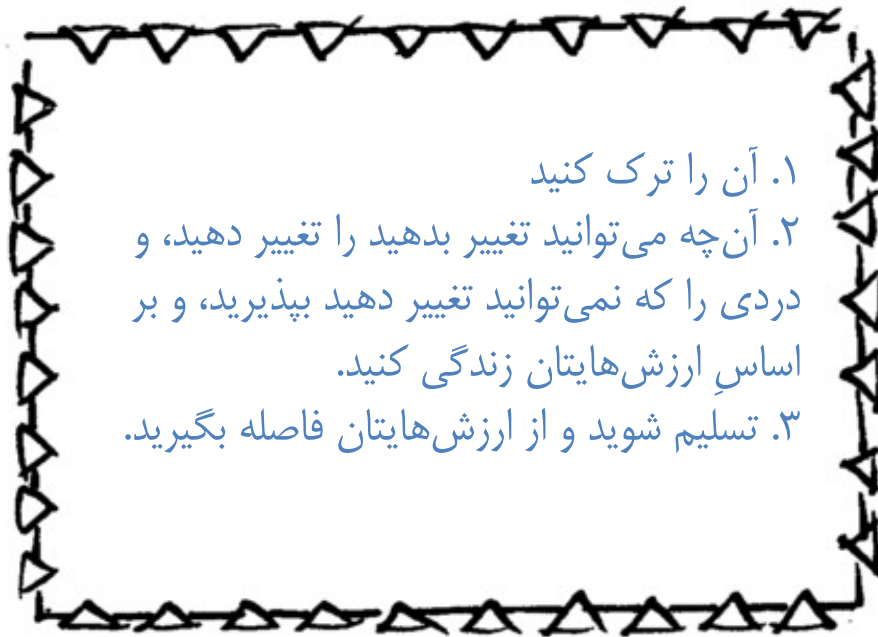 ۱. آن را ترک کنید
۲. آن‌چه می‌توانید تغییر بدهید را تغییر دهید، و
دردی را که نمی‌توانید تغییر دهید بپذیرید، و بر
اساسِ ارزش‌هایتان زندگی کنید.
۳. تسلیم شوید و از ارزش‌هایتان فاصله بگیرید.